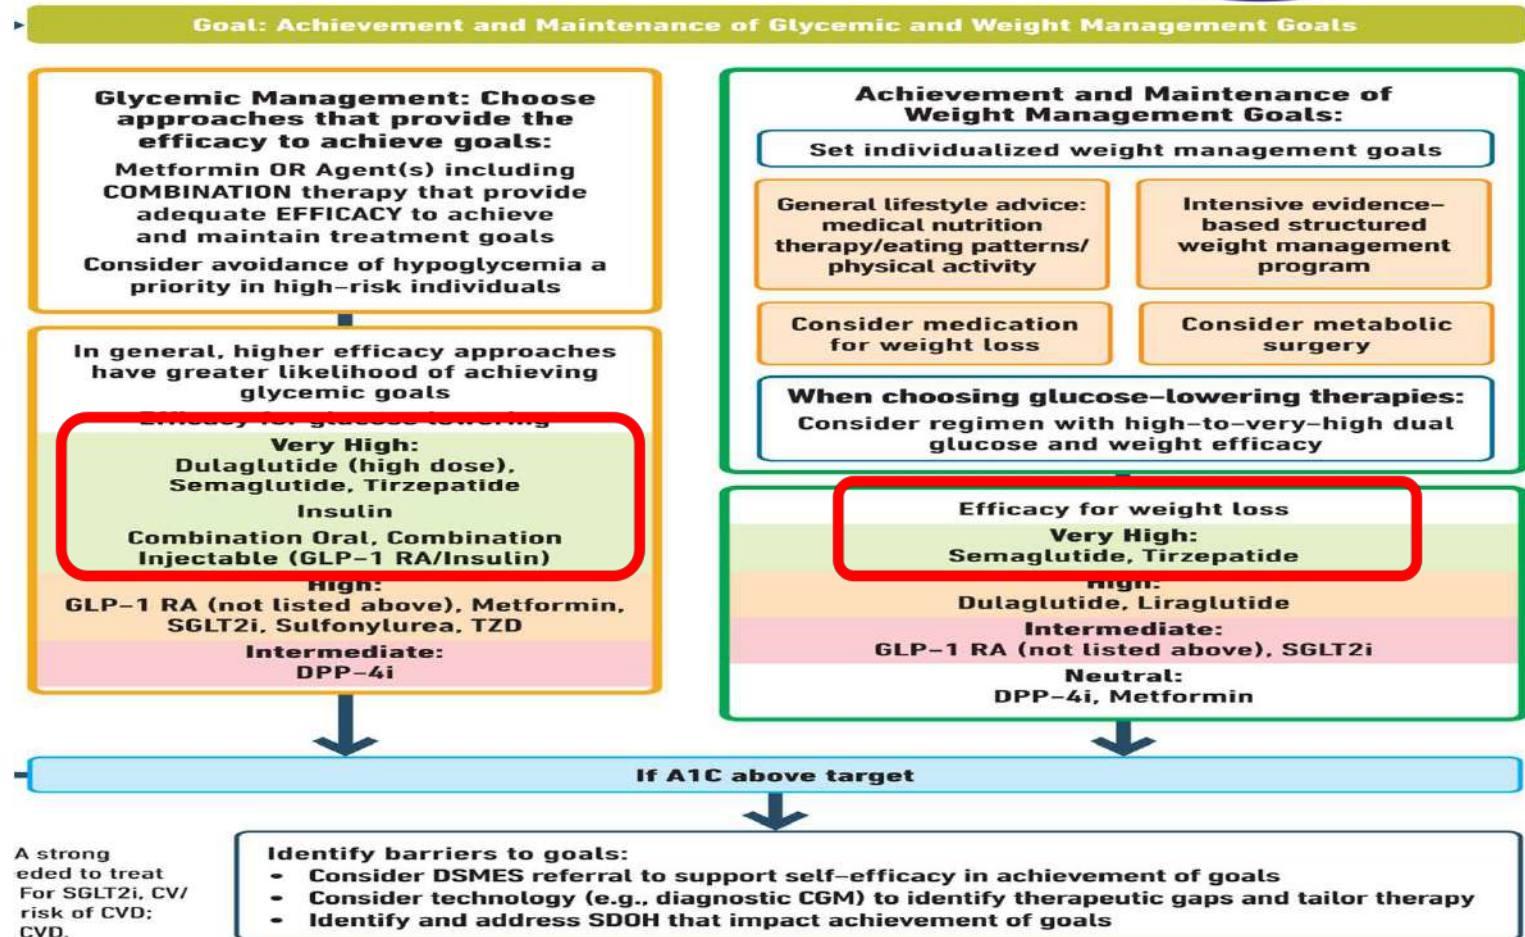 Goal: Achievement and Maintenance of Glycemic and Weight Management Goals
Glycemic Management: Choose
approaches that provide the
efficacy to achieve goals:
Metformin OR Agent(s) including
COMBINATION therapy that provide
adequate EFFICACY to achieve
and maintain treatment goals
Consider avoidance of hypoglycemia a
priority in high-risk individuals
In general, higher efficacy approaches
have greater likelihood of achieving
glycemic goals
Efficacy for glucose lowering
Very High:
Dulaglutide (high dose),
Semaglutide, Tirzepatide
Insulin
Combination Oral, Combination
Injectable (GLP-1 RA/Insulin)
High:
GLP-1 RA (not listed above), Metformin,
SGLT2i, Sulfonylurea, TZD
Intermediate:
DPP-4i
Achievement and Maintenance of
Weight Management Goals:
Set individualized weight management goals
General lifestyle advice:
medical nutrition
therapy/eating patterns/
physical activity
Intensive evidence-
based structured
weight management
program
Consider medication
for weight loss
Consider metabolic
surgery
When choosing glucose-lowering therapies:
Consider regimen with high-to-very-high dual
glucose and weight efficacy
Efficacy for weight loss
Very High:
Semaglutide, Tirzepatide
High:
Dulaglutide, Liraglutide
Intermediate:
GLP-1 RA (not listed above), SGLT2i
Neutral:
DPP-4i, Metformin
If A1C above target
A strong
eded to treat
For SGLT2i, CV/
risk of CVD;
CVD.
Identify barriers to goals:
• Consider DSMES referral to support self-efficacy in achievement of goals
• Consider technology (e.g., diagnostic CGM) to identify therapeutic gaps and tailor therapy
• Identify and address SDOH that impact achievement of goals